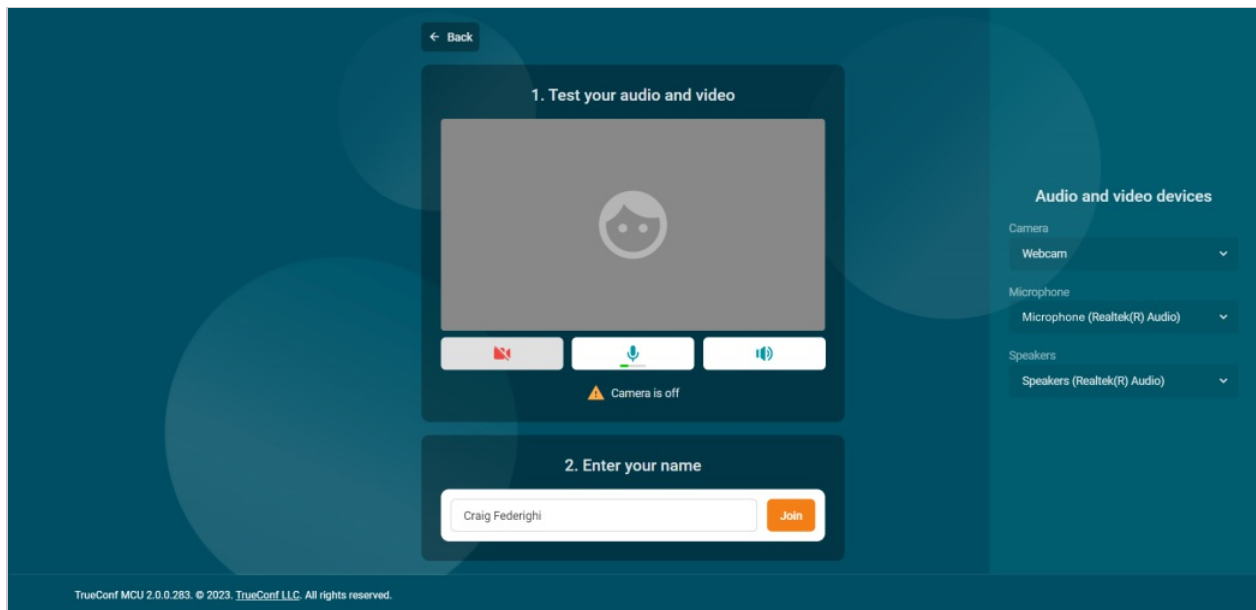 Back
1. Test your audio and video
Camera is off
2. Enter your name
Craig Federighi
Join
Audio and video devices
Camera
Webcam
Microphone
Microphone (Realtek(R) Audio)
Speakers
Speakers (Realtek(R) Audio)
TrueConf MCU 2.0.0.283. © 2023. TrueConf LLC. All rights reserved.